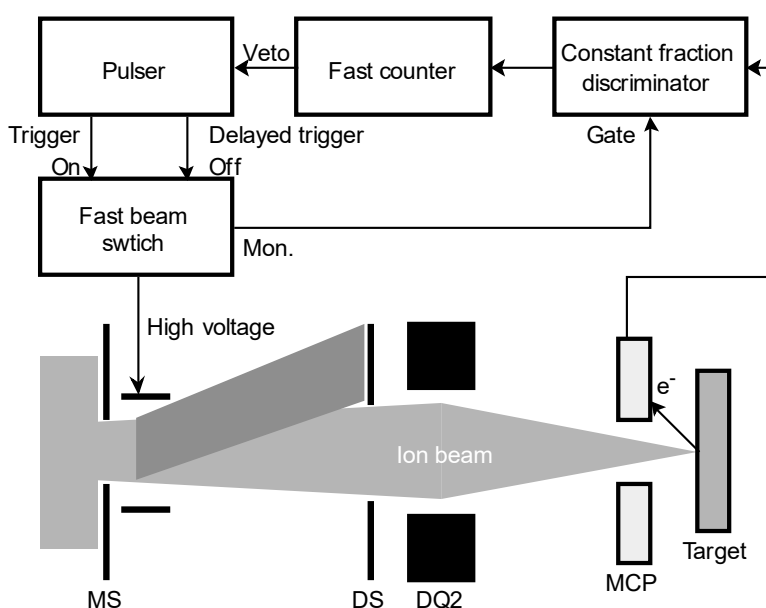 Pulser
Veto
Fast counter
Constant fraction
discriminator
Trigger
On
Delayed trigger
Off
Gate
Fast beam
swtich
Mon.
High voltage
e-
Ion beam
MS
DS
DQ2
MCP
Target